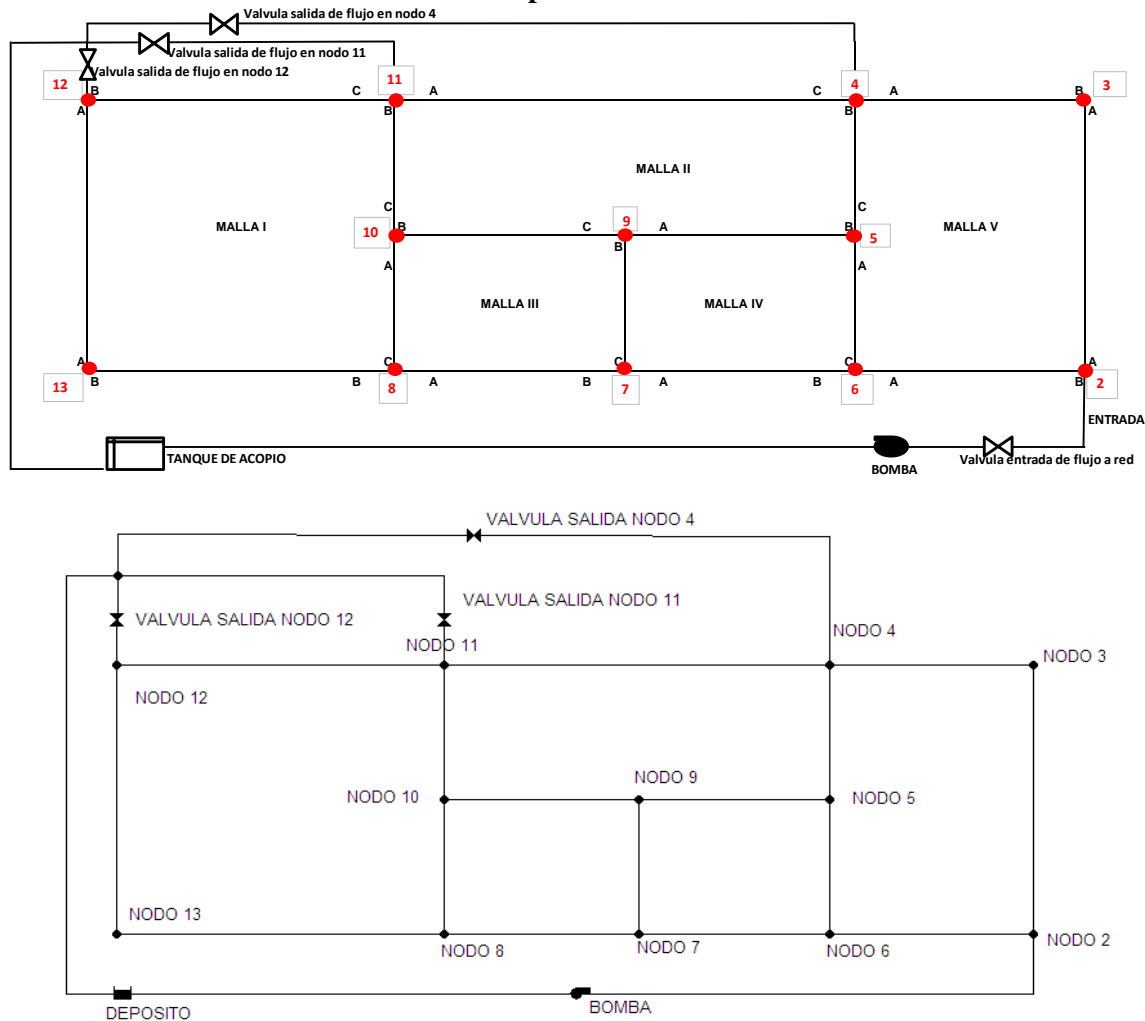 Valvula salida de flujo en nodo 4
Valvula salida de flujo en nodo 11
Valvula salida de flujo en nodo 12
12 11 4 3
B C A C A B
A B B A
MALLA II
MALLA I 10 C B C 9 A C B 5 MALLA V
B
A A
MALLA III MALLA IV
A C C C A
13 B B 8 A B 7 A B 6 A B 2
ENTRADA
TANQUE DE ACOPIO
BOMBA
Valvula entrada de flujo a red
VALVULA SALIDA NODO 4
VALVULA SALIDA NODO 12
VALVULA SALIDA NODO 11
NODO 4
NODO 11
NODO 3
NODO 12
NODO 9
NODO 10
NODO 5
NODO 13
NODO 8
NODO 7
NODO 6
NODO 2
DEPOSITO
BOMBA